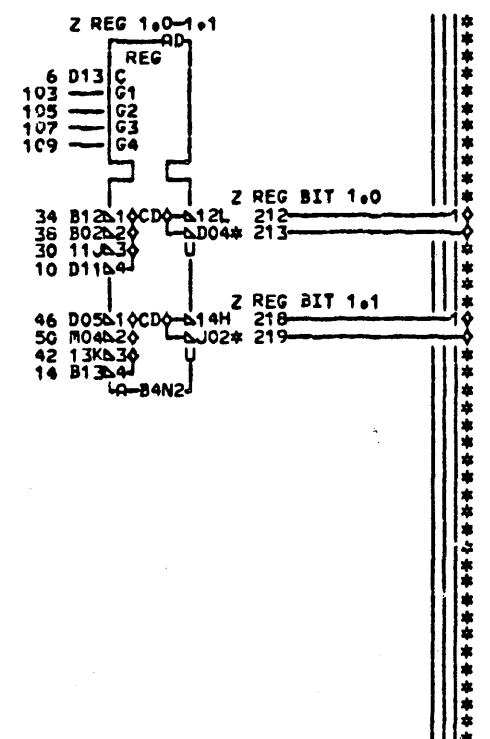 Z REG 1.0-1.1
AD
REG
6 D13 C
103 G1
105 G2
107 G3
109 G4
Z REG BIT 1.0
34 B12 1 CD 12L 212 1
36 B02 2 D04* 213
30 11J 3 U
10 D11 4
Z REG BIT 1.1
46 D05 1 CD 14H 218 1
50 M04 2 J02* 219
42 13K 3 U
14 B13 4
A-B4N2